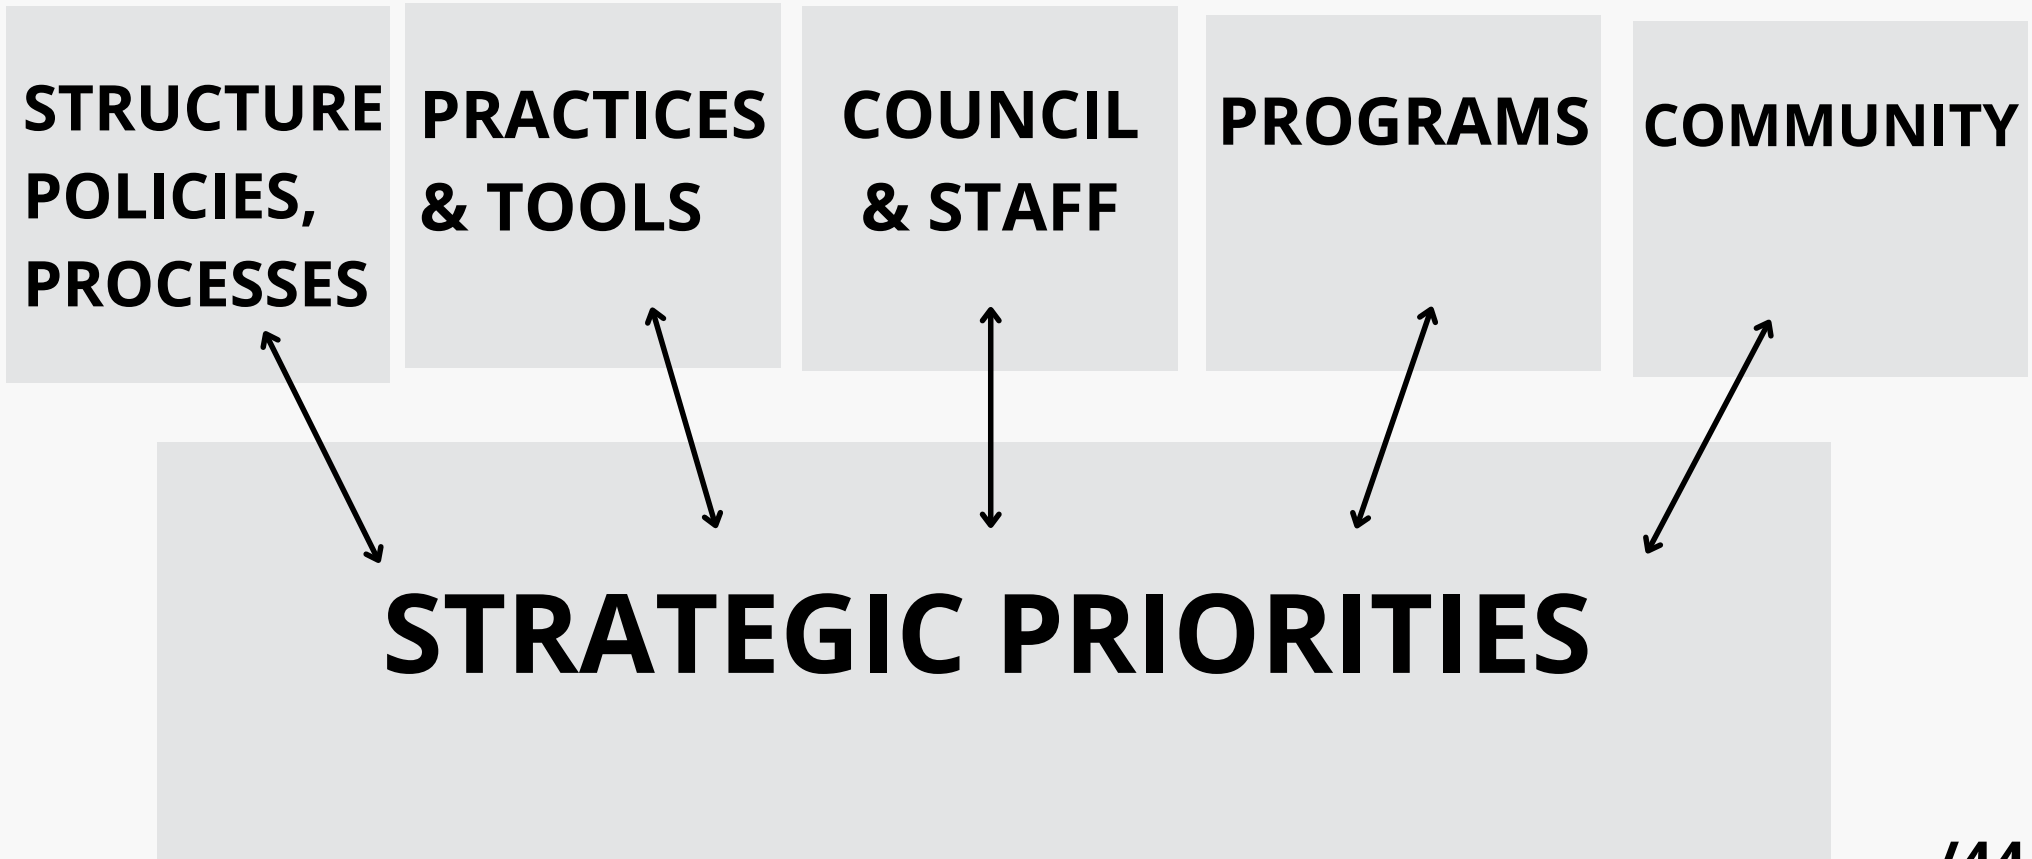 STRUCTURE
POLICIES,
PROCESSES
PRACTICES
& TOOLS
COUNCIL
& STAFF
PROGRAMS
COMMUNITY
STRATEGIC PRIORITIES